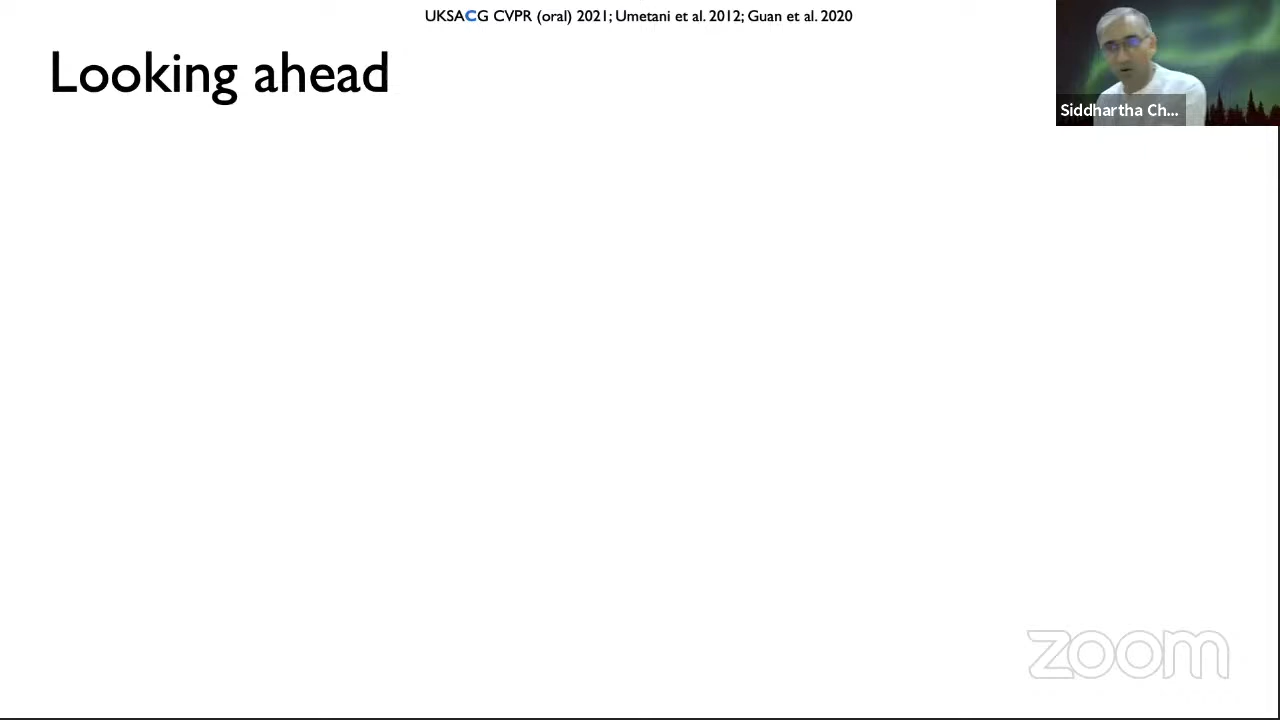 UKSACG CVPR (oral) 2021; Umetani et al. 2012; Guan et al. 2020
Looking ahead
Siddhartha Ch...
zoom